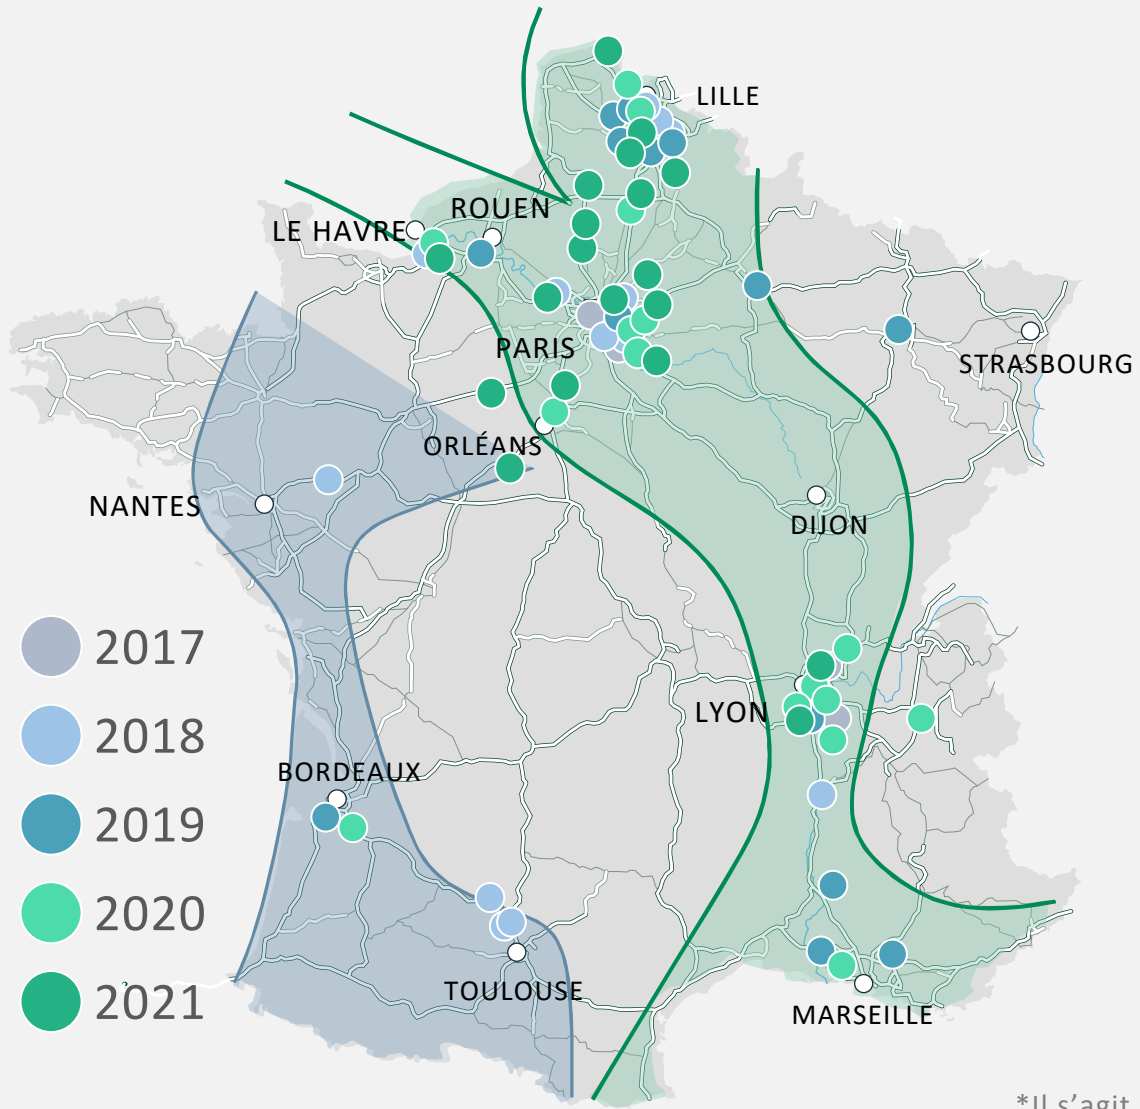 LILLE
ROUEN
LE HAVRE
PARIS
STRASBOURG
ORLÉANS
NANTES
DIJON
2017
LYON
2018
BORDEAUX
2019
2020
TOULOUSE
2021
MARSEILLE
*Il s’agit